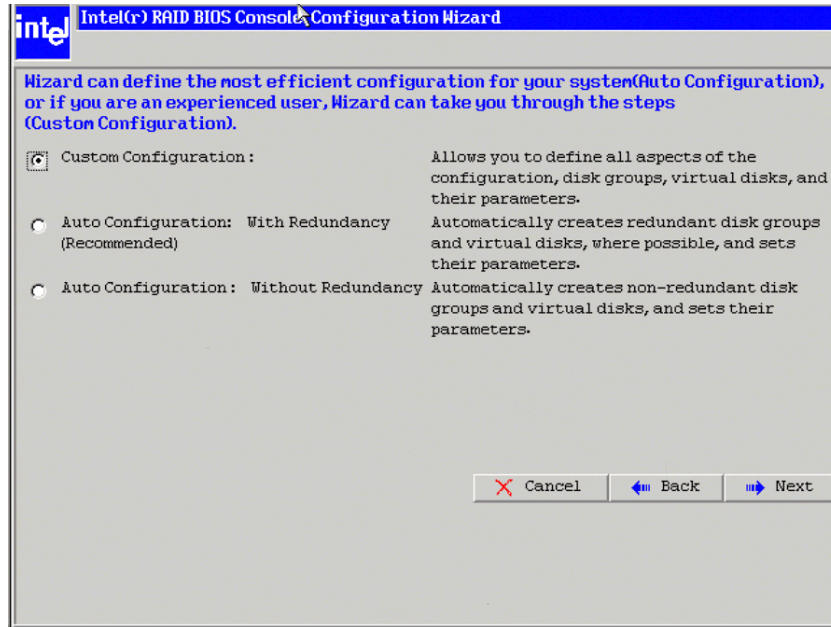 intel
Intel(r) RAID BIOS Console Configuration Wizard
Wizard can define the most efficient configuration for your system(Auto Configuration),
or if you are an experienced user, Wizard can take you through the steps
(Custom Configuration).
Custom Configuration :
Allows you to define all aspects of the
configuration, disk groups, virtual disks, and
their parameters.
Auto Configuration: With Redundancy
(Recommended)
Automatically creates redundant disk groups
and virtual disks, where possible, and sets
their parameters.
Auto Configuration : Without Redundancy
Automatically creates non-redundant disk
groups and virtual disks, and sets their
parameters.
Cancel
Back
Next